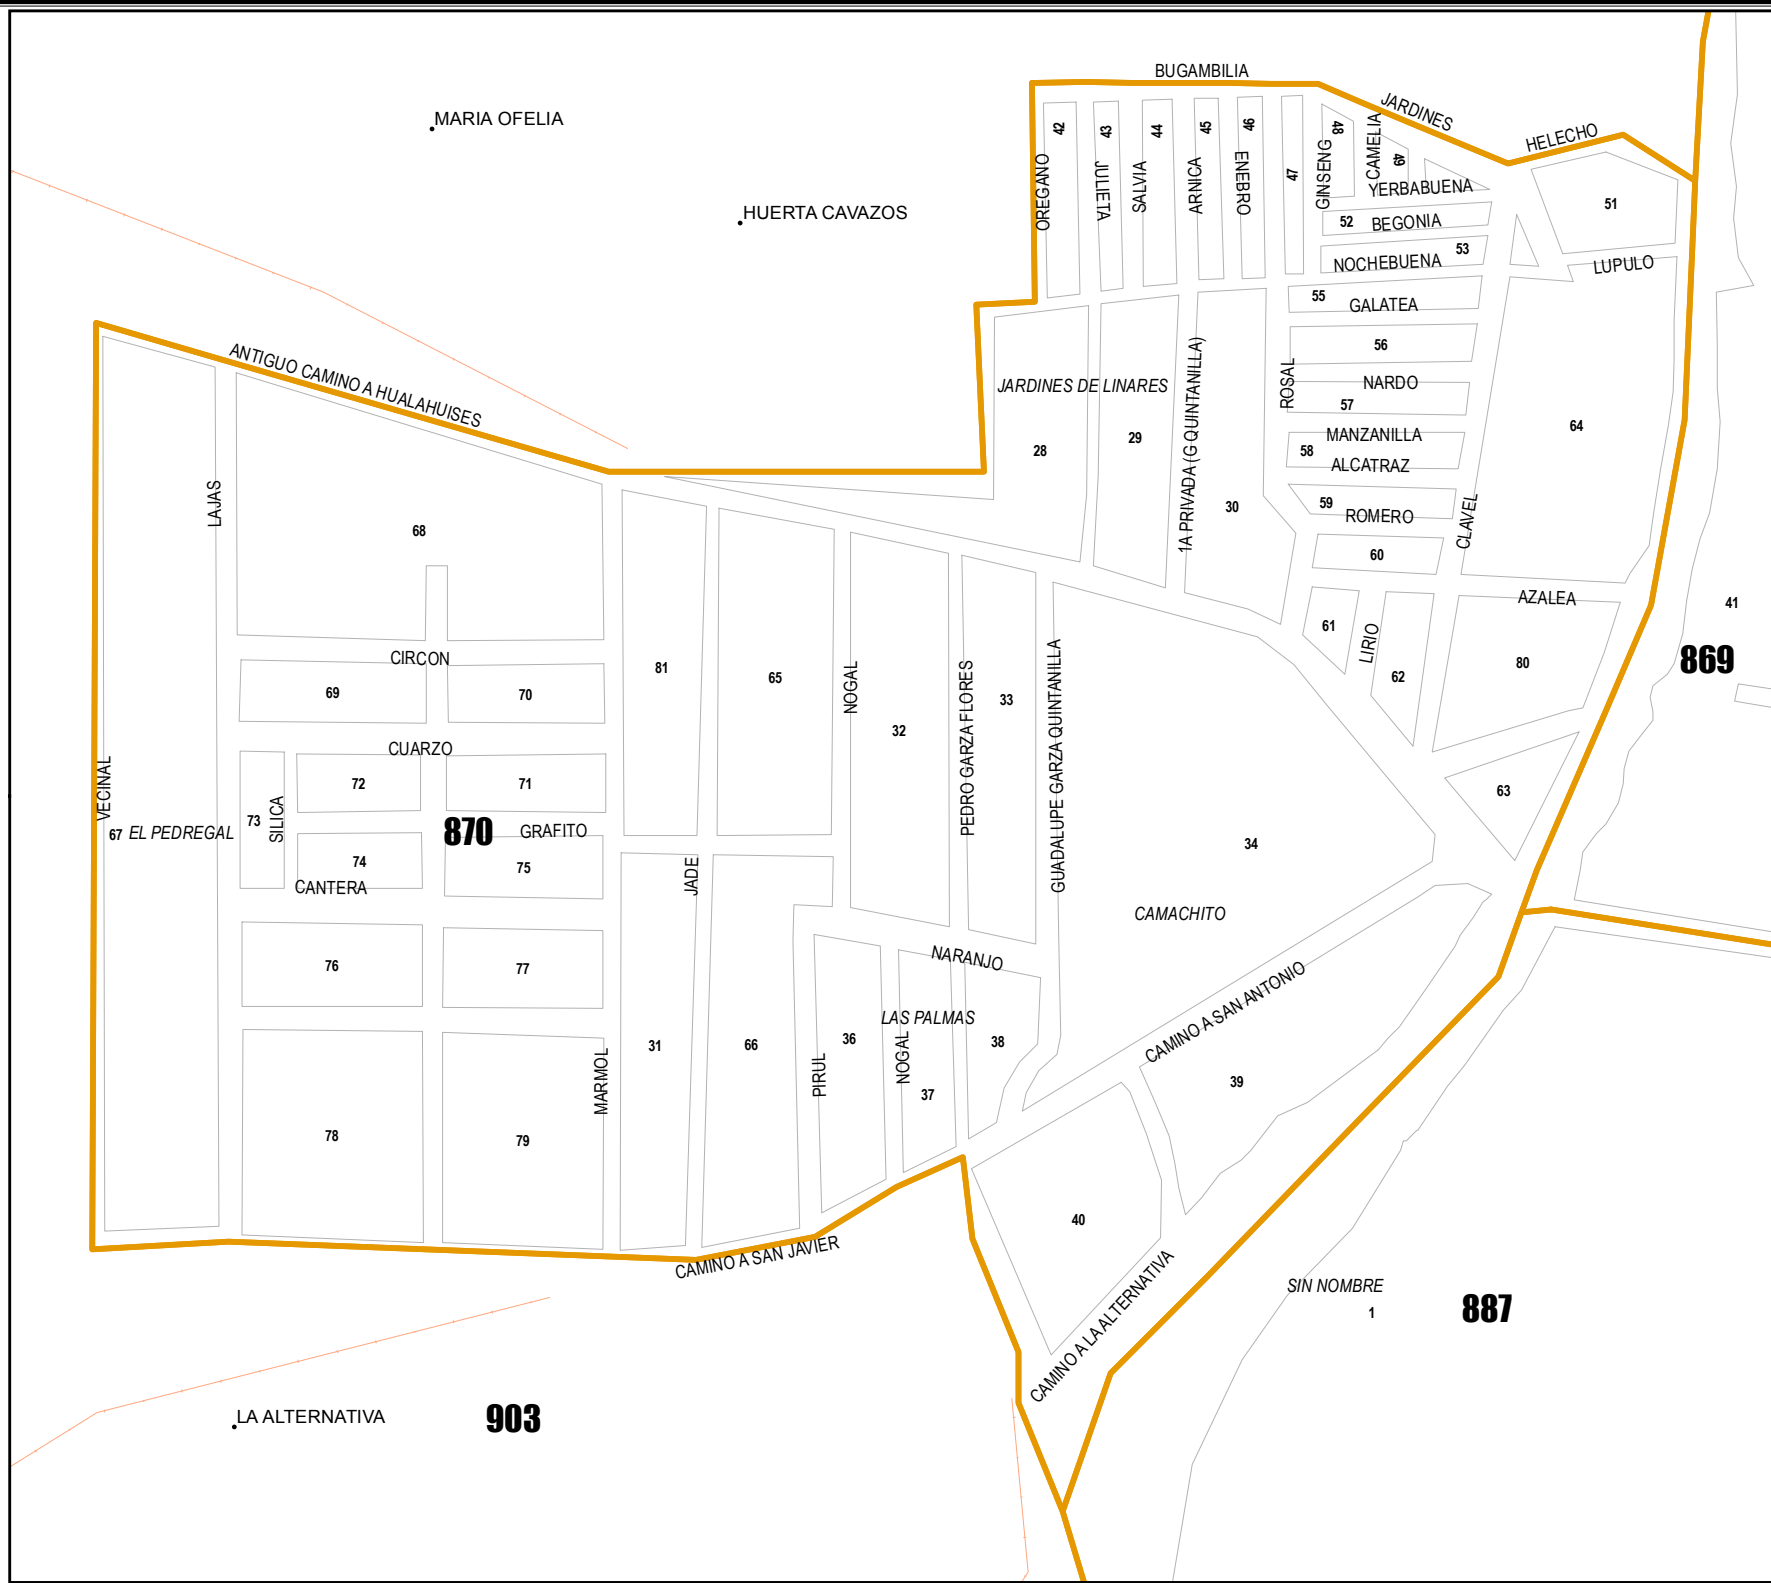 BUGAMBILIA
JARDINES
HELECHO
MARIA OFELIA
HUERTA CAVAZOS
42
43
44
45
46
47
48
49
CAMELIA
GINSENG
OREGANO
JULIETA
SALVIA
ARNICA
ENEBRO
YERBABUENA
51
52
BEGONIA
53
NOCHEBUENA
LUPULO
55
GALATEA
56
ANTIGUO CAMINO A HUALAHUISES
JARDINES DE LINARES
1A PRIVADA (G QUINTANILLA)
ROSAL
NARDO
57
MANZANILLA
64
28
29
58
ALCATRAZ
30
59
ROMERO
CLAVEL
LAJAS
68
60
AZALEA
41
61
LIRIO
62
80
869
CIRCON
69
70
81
65
NOGAL
32
PEDRO GARZA FLORES
33
GUADALUPE GARZA QUINTANILLA
CUARZO
72
71
63
VECINAL
67
EL PEDREGAL
73
SILICA
870
GRAFITO
34
74
75
CANTERA
JADE
CAMACHITO
NARANJO
76
77
CAMINO A SAN ANTONIO
LAS PALMAS
31
66
36
NOGAL
38
PIRUL
37
39
MARMOL
78
79
40
CAMINO A SAN JAVIER
CAMINO A LA ALTERNATIVA
SIN NOMBRE
1
887
LA ALTERNATIVA
903